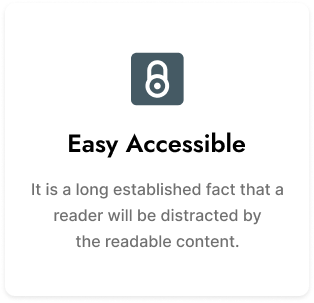 Easy Accessible
It is a long established fact that a
reader will be distracted by
the readable content.